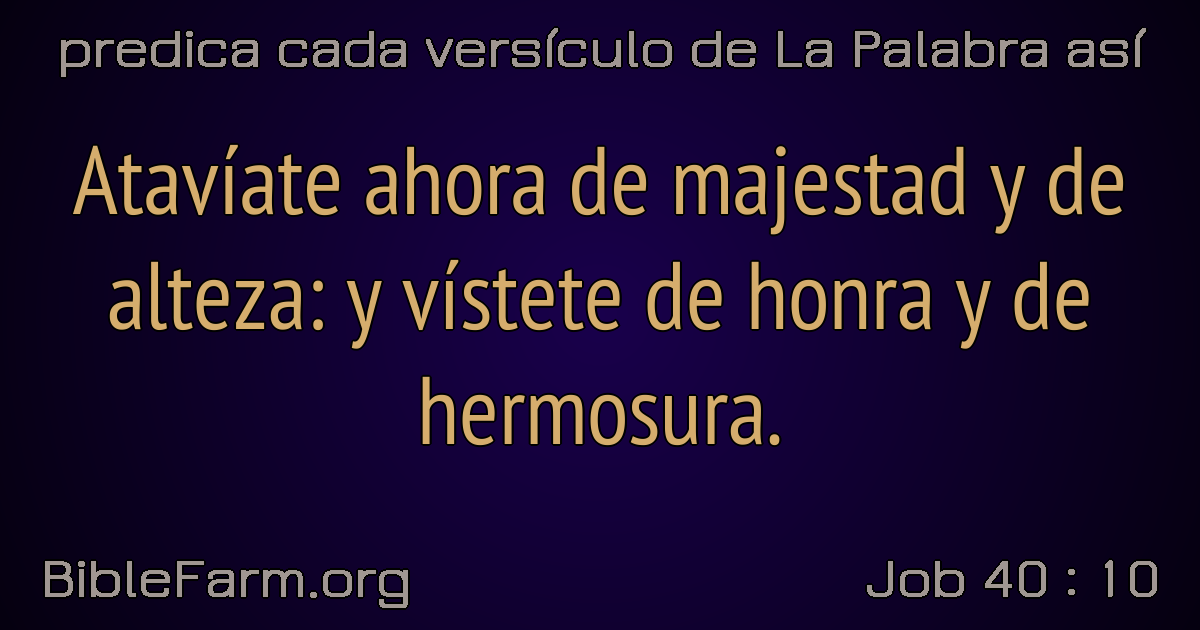 predica cada versículo de La Palabra así
Atavíate ahora de majestad y de
alteza: y vístete de honra y de
hermosura.
BibleFarm.org
Job 40 : 10